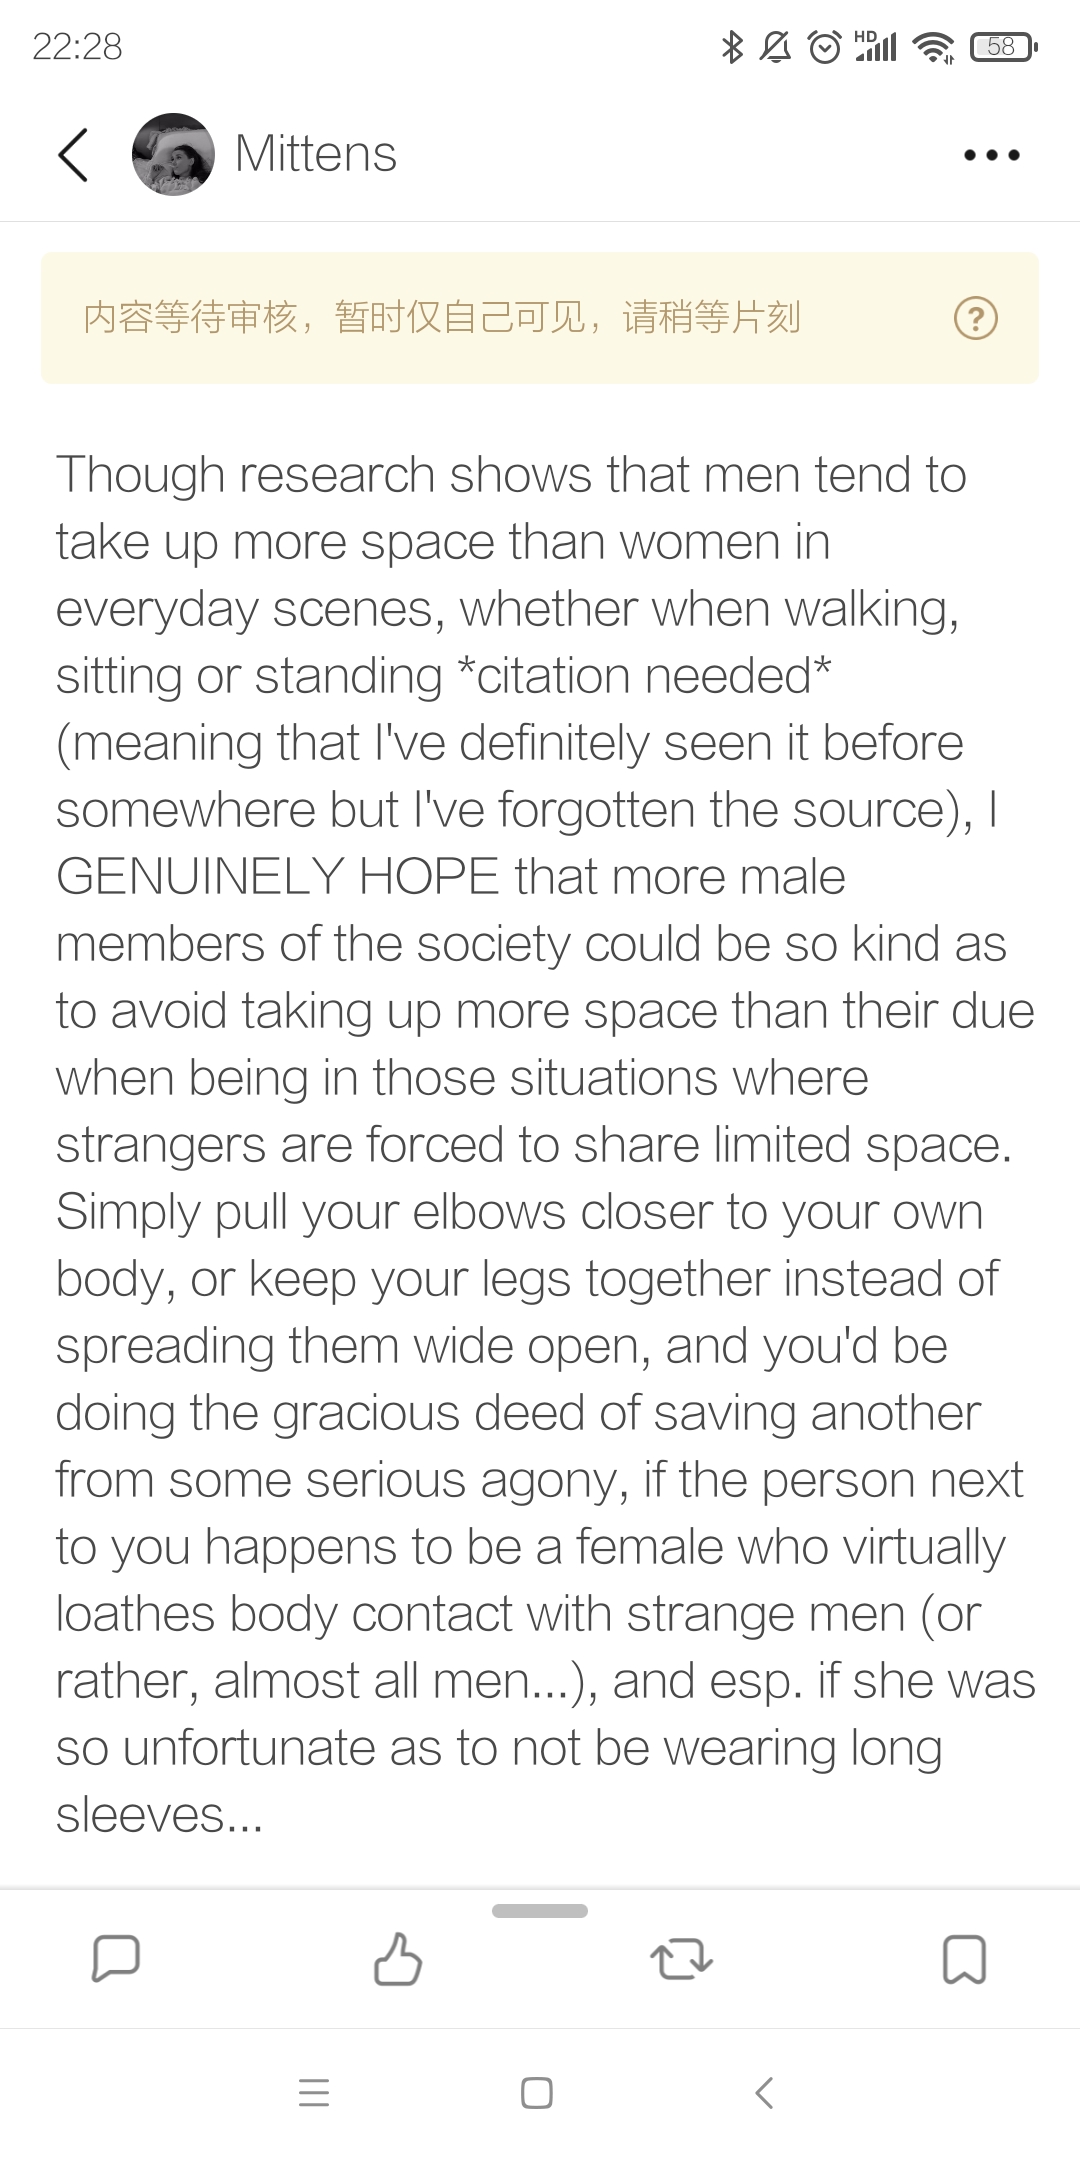 22:28
HD
58
Mittens
内容等待审核，暂时仅自己可见，请稍等片刻
?
Though research shows that men tend to
take up more space than women in
everyday scenes, whether when walking,
sitting or standing *citation needed*
(meaning that I've definitely seen it before
somewhere but I've forgotten the source), I
GENUINELY HOPE that more male
members of the society could be so kind as
to avoid taking up more space than their due
when being in those situations where
strangers are forced to share limited space.
Simply pull your elbows closer to your own
body, or keep your legs together instead of
spreading them wide open, and you'd be
doing the gracious deed of saving another
from some serious agony, if the person next
to you happens to be a female who virtually
loathes body contact with strange men (or
rather, almost all men...), and esp. if she was
so unfortunate as to not be wearing long
sleeves...